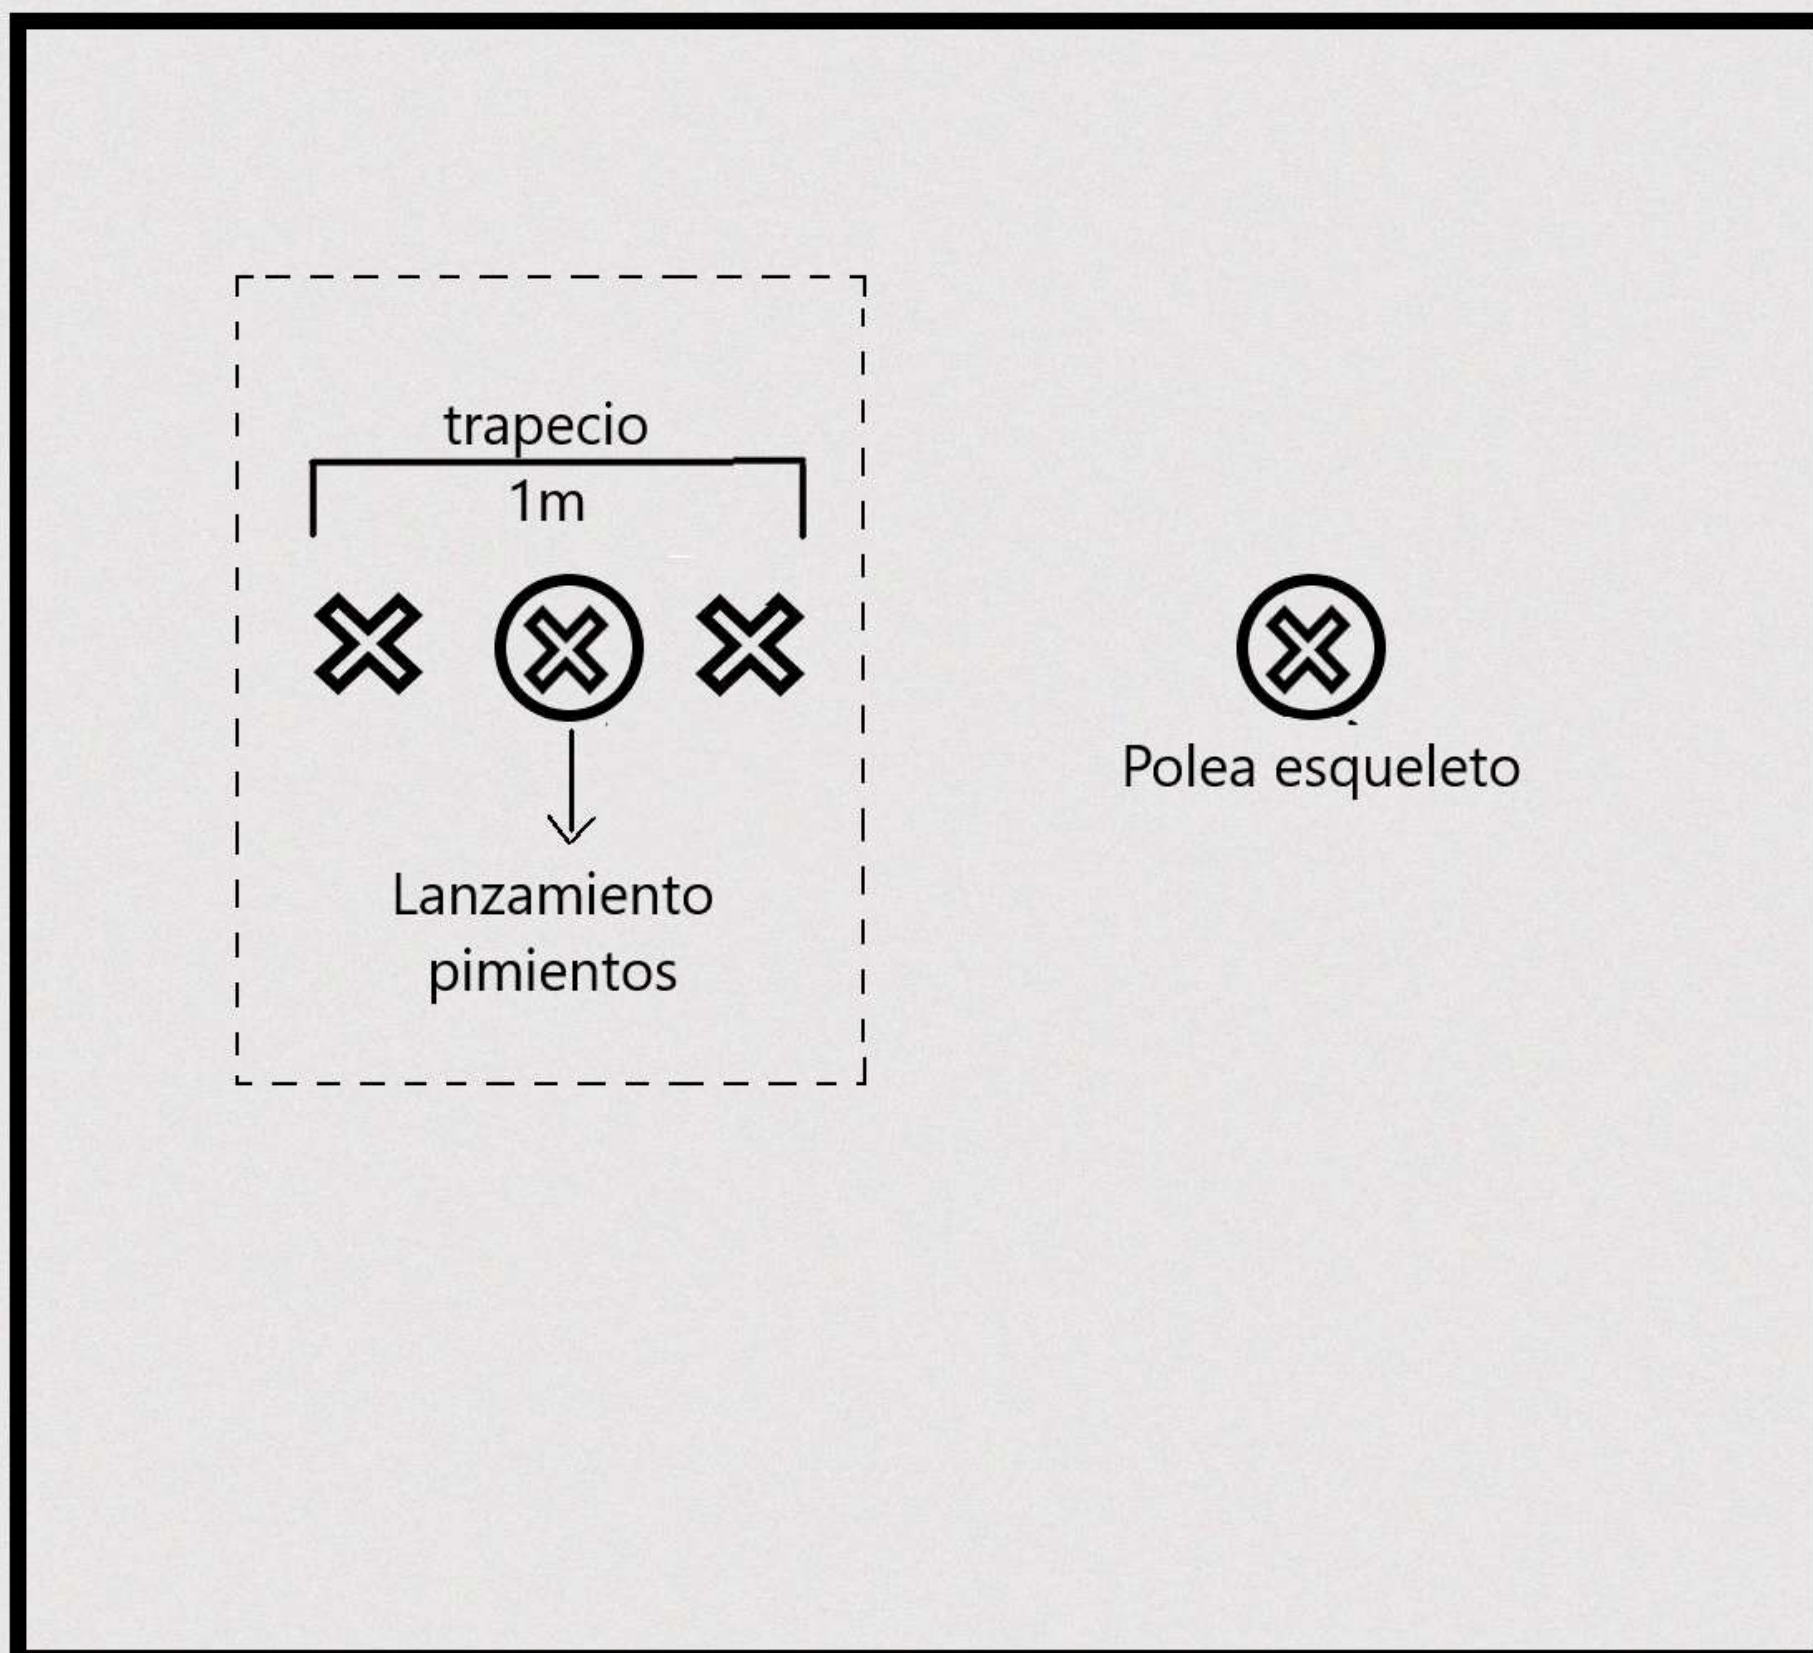 trapecio
1m
Lanzamiento
pimientos
Polea esqueleto